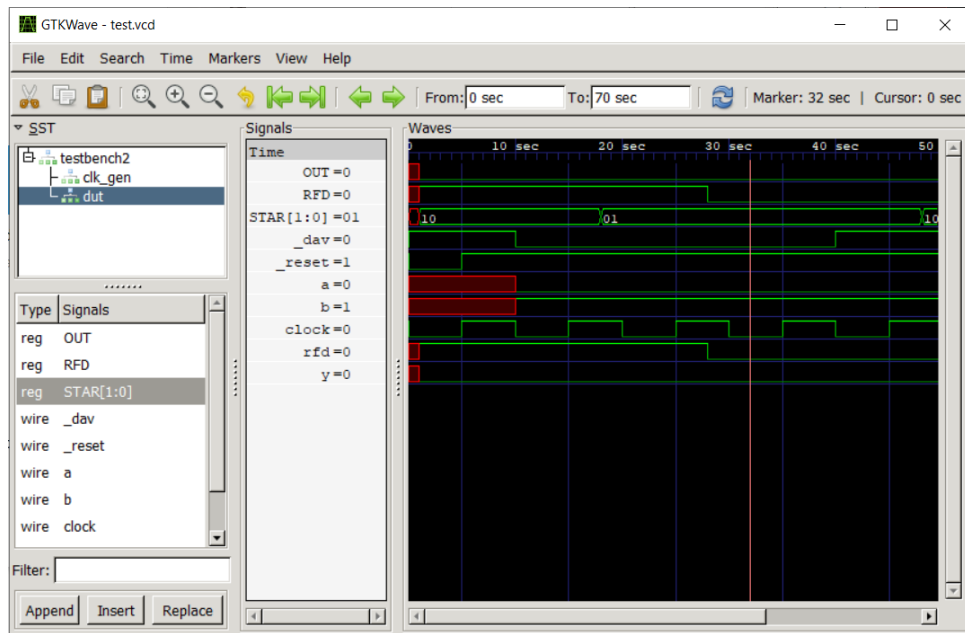 GTKWave - test.vcd
File Edit Search Time Markers View Help
From: 0 sec To: 70 sec Marker: 32 sec | Cursor: 0 sec
SST
testbench2
clk_gen
dut
Type Signals
reg OUT
reg RFD
reg STAR[1:0]
wire _dav
wire _reset
wire a
wire b
wire clock
Filter:
Append Insert Replace
Signals
Time
OUT =0
RFD =0
STAR[1:0] =01
_dav =0
_reset =1
a =0
b =1
clock =0
rfd =0
y =0
Waves
10 sec 20 sec 30 sec 40 sec 50
10 01 10